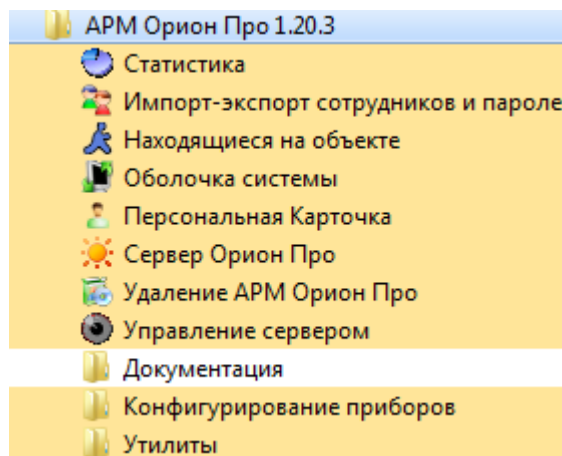 АРМ Орион Про 1.20.3
Статистика
Импорт-экспорт сотрудников и пароле
Находящиеся на объекте
Оболочка системы
Персональная Карточка
Сервер Орион Про
Удаление АРМ Орион Про
Управление сервером
Документация
Конфигурирование приборов
Утилиты